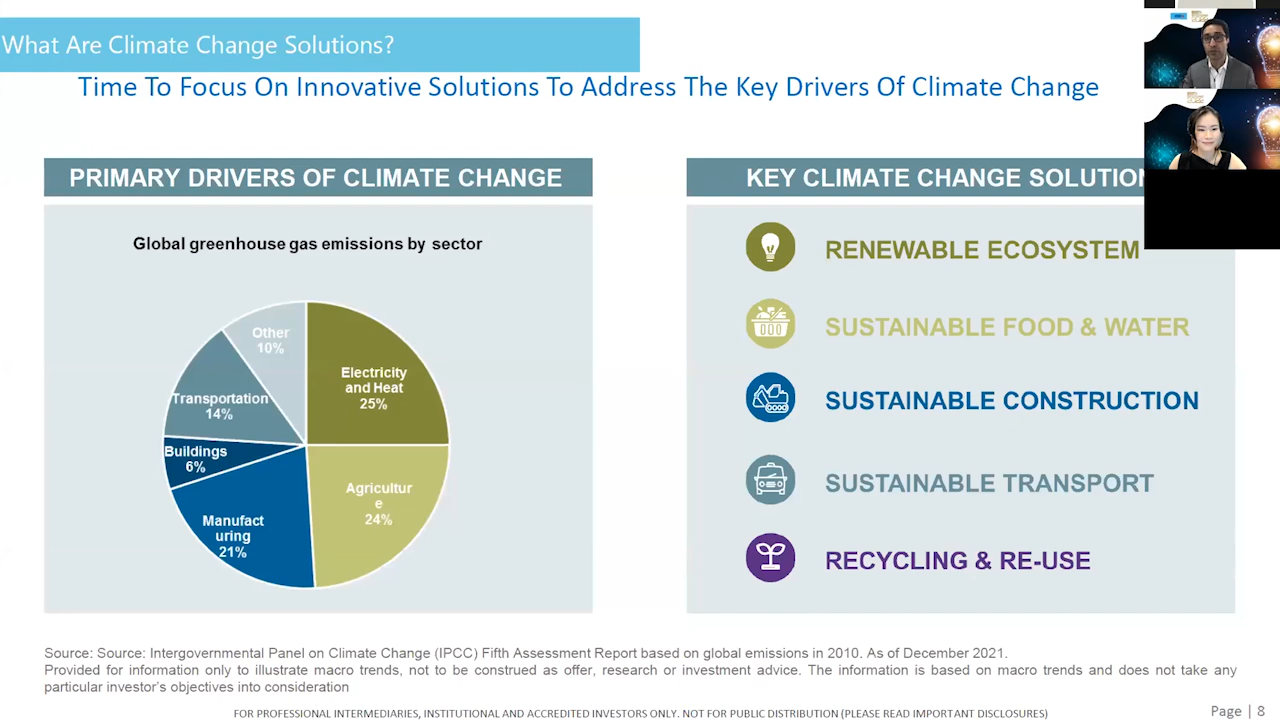 What Are Climate Change Solutions?
Time To Focus On Innovative Solutions To Address The Key Drivers Of Climate Change
PRIMARY DRIVERS OF CLIMATE CHANGE
Global greenhouse gas emissions by sector
Other
10%
Electricity
and Heat
25%
Transportation
14%
Buildings
6%
Agricultur
e
24%
Manufact
uring
21%
KEY CLIMATE CHANGE
RENEWABLE ECOSYSTEM
SUSTAINABLE FOOD & WATER
SUSTAINABLE CONSTRUCTION
SUSTAINABLE TRANSPORT
RECYCLING & RE-USE
Source: Source: Intergovernmental Panel on Climate Change (IPCC) Fifth Assessment Report based on global emissions in 2010. As of December 2021.
Provided for information only to illustrate macro trends, not to be construed as offer, research or investment advice. The information is based on macro trends and does not take any
particular investor's objectives into consideration
FOR PROFESSIONAL INTERMEDIARIES, INSTITUTIONAL AND ACCREDITED INVESTORS ONLY. NOT FOR PUBLIC DISTRIBUTION (PLEASE READ IMPORTANT DISCLOSURES)
Page | 8